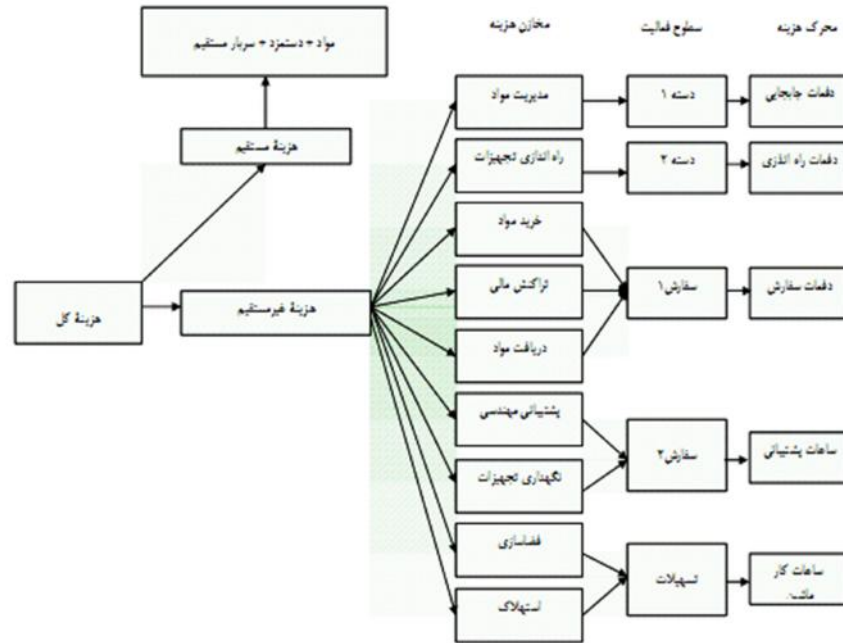 محرک هزینه
سطوح فعالیت
مخازن هزینه
مواد + دستمزد + سربار مستقیم
مدیریت مواد
دسته ۱
دفعات جابجایی
هزینهٔ مستقیم
راه اندازی تجهیزات
دسته ۲
دفعات راه انذزی
خرید مواد
هزینهٔ کل
هزینهٔ غیرمستقیم
تراکنش مالی
سفارش۱
دفعات سفارش
دریافت مواد
پشتیبانی مهندسی
سفارش۲
ساعات پشتیبانی
نگهداری تجهیزات
فضاسازی
تسهیلات
ساعات کار
استهلاک